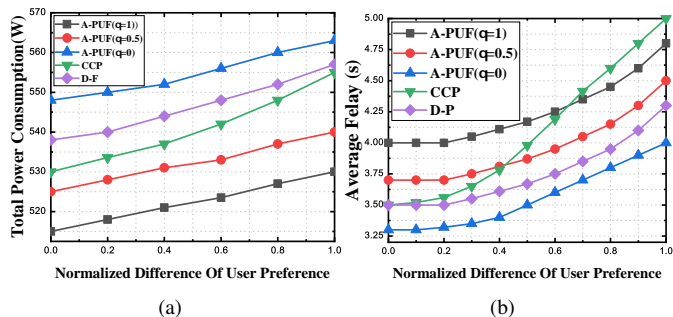 (a)
A-PUF(q=1))
A-PUF(q=0.5)
A-PUF(q=0)
CCP
D-F
Total Power Consumption(W)
570
560
550
540
530
520
0.0 0.2 0.4 0.6 0.8 1.0
Normalized Difference Of User Preference
(a)
(b)
A-PUF(q=1)
A-PUF(q=0.5)
A-PUF(q=0)
CCP
D-P
Average Felay (s)
5.00
4.75
4.50
4.25
4.00
3.75
3.50
3.25
0.0 0.1 0.2 0.3 0.4 0.5 0.6 0.7 0.8 0.9 1.0
Normalized Difference Of User Preference
(b)